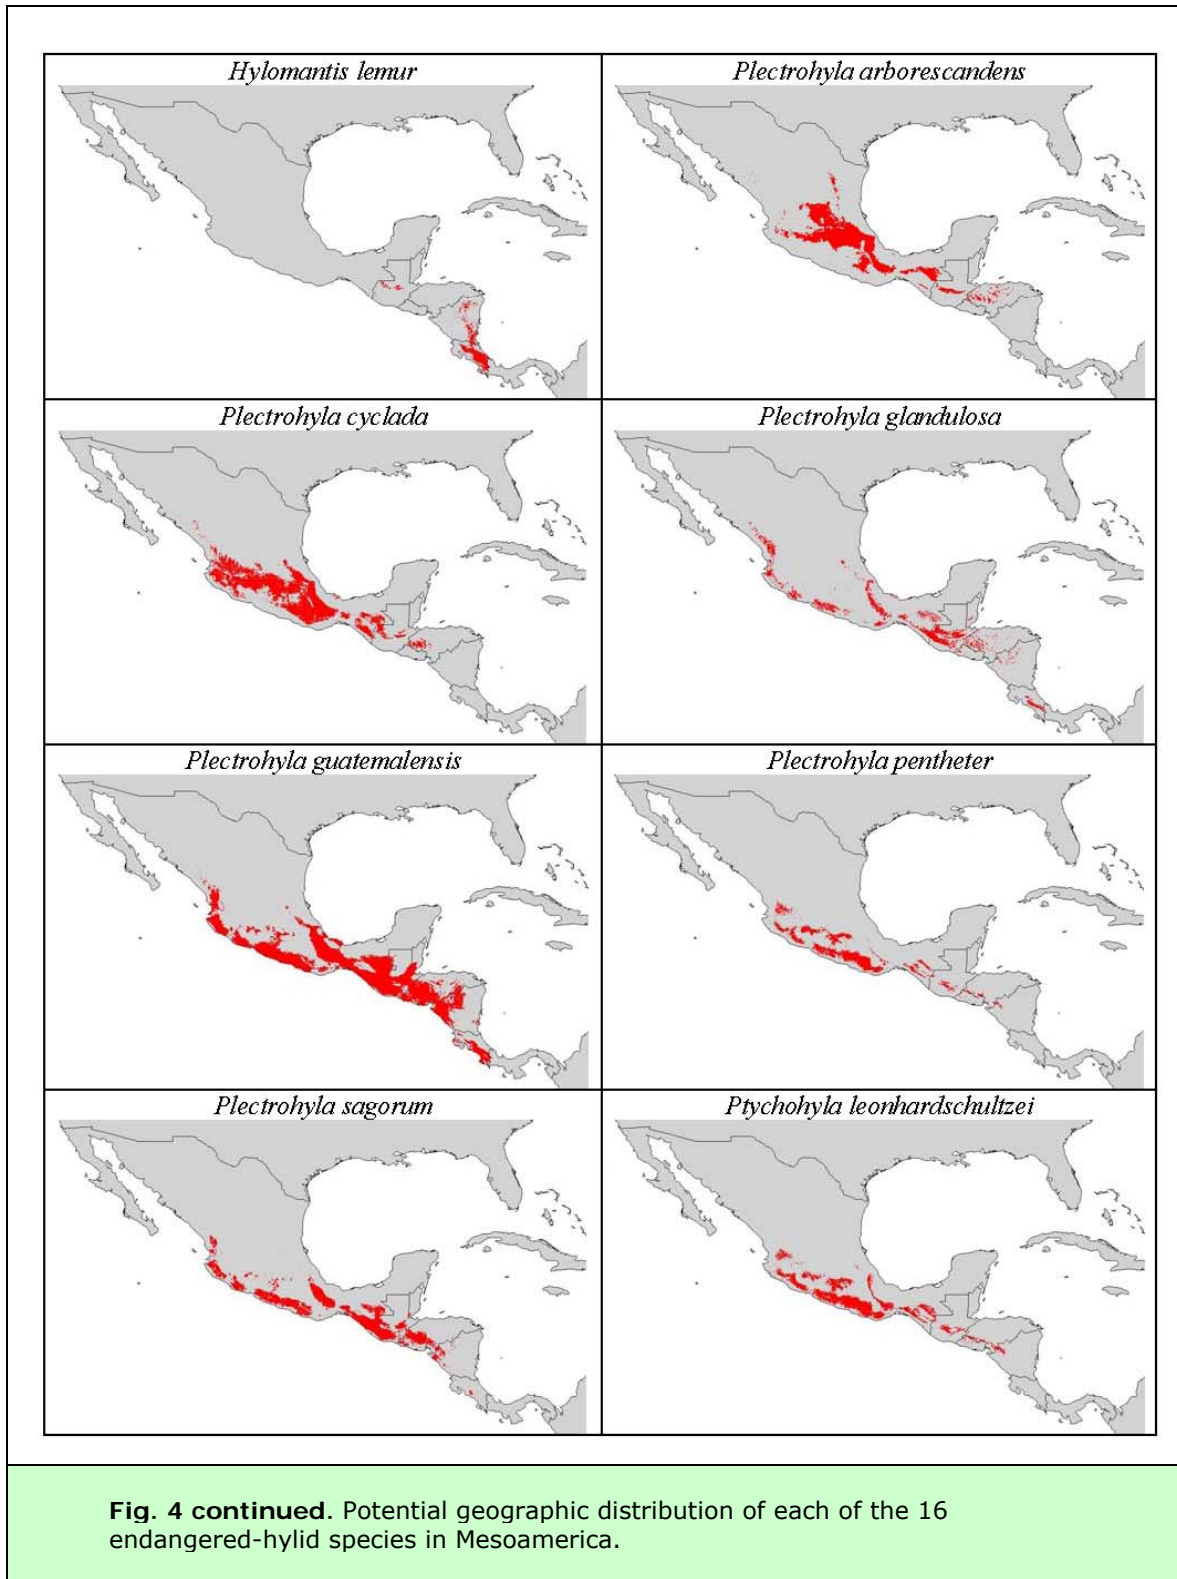 Hylomantis lemur
Plectrohyla arborescandens
Plectrohyla cyclada
Plectrohyla glandulosa
Plectrohyla guatemalensis
Plectrohyla pentheter
Plectrohyla sagorum
Ptychohyla leonhardschultzei
Fig. 4 continued. Potential geographic distribution of each of the 16
endangered-hylid species in Mesoamerica.